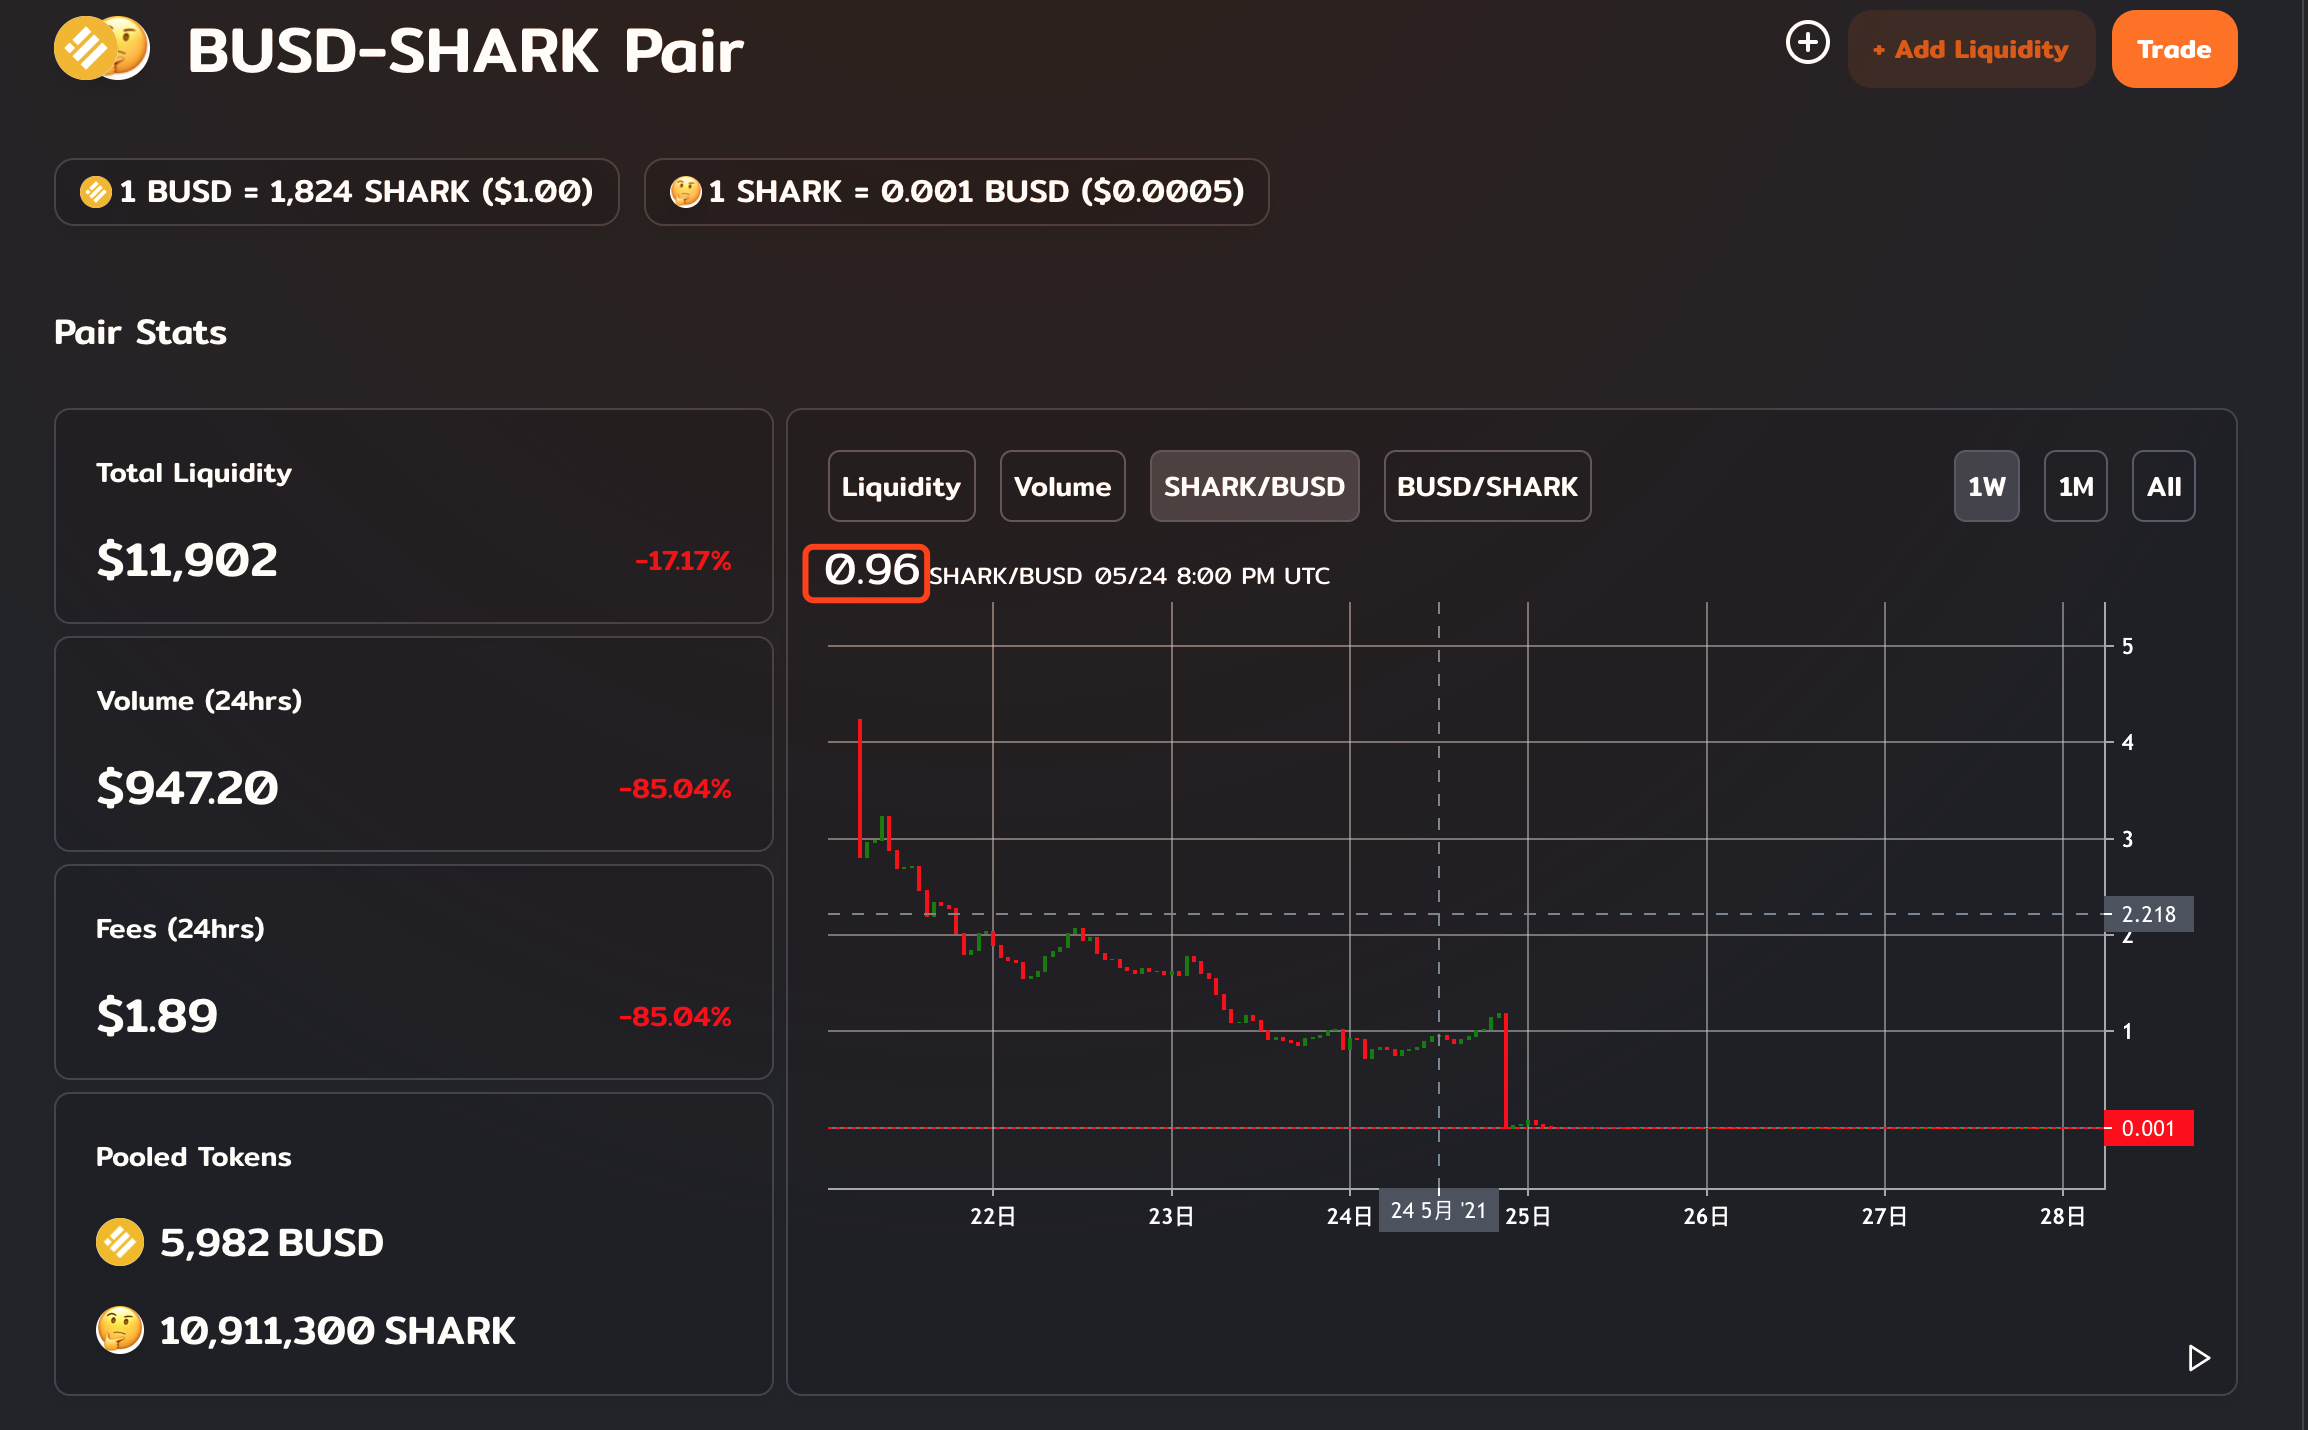 BUSD-SHARK Pair
+ Add Liquidity
Trade
1 BUSD = 1,824 SHARK ($1.00)
1 SHARK = 0.001 BUSD ($0.0005)
Pair Stats
Total Liquidity
$11,902
-17.17%
Volume (24hrs)
$947.20
-85.04%
Fees (24hrs)
$1.89
-85.04%
Pooled Tokens
5,982 BUSD
10,911,300 SHARK
Liquidity
Volume
SHARK/BUSD
BUSD/SHARK
1W
1M
All
0.96 SHARK/BUSD 05/24 8:00 PM UTC
5
4
3
2.218
2
1
0.001
22日
23日
24日
24 5月 '21
25日
26日
27日
28日